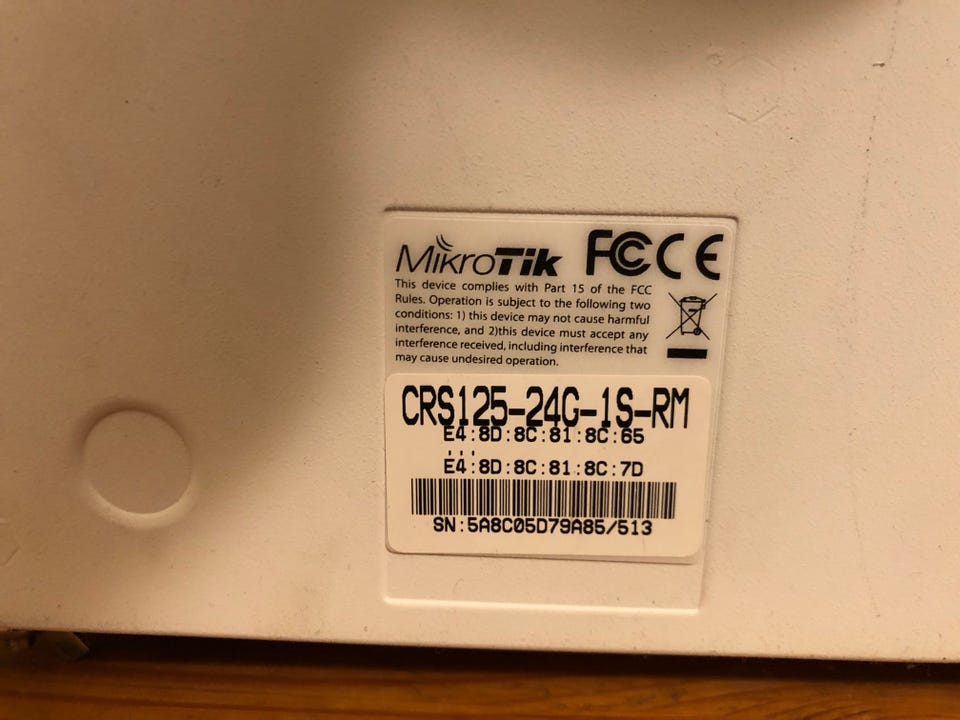 MikroTik FCC CE
This device complies with Part 15 of the FCC
Rules. Operation is subject to the following two
conditions: 1) this device may not cause harmful
interference, and 2)this device must accept any
interference received, including interference that
may cause undesired operation.
CRS125-24G-1S-RM
E4:8D:8C:81:8C:65
...
E4:8D:8C:81:8C:7D
SN:5A8C05D79A85/513